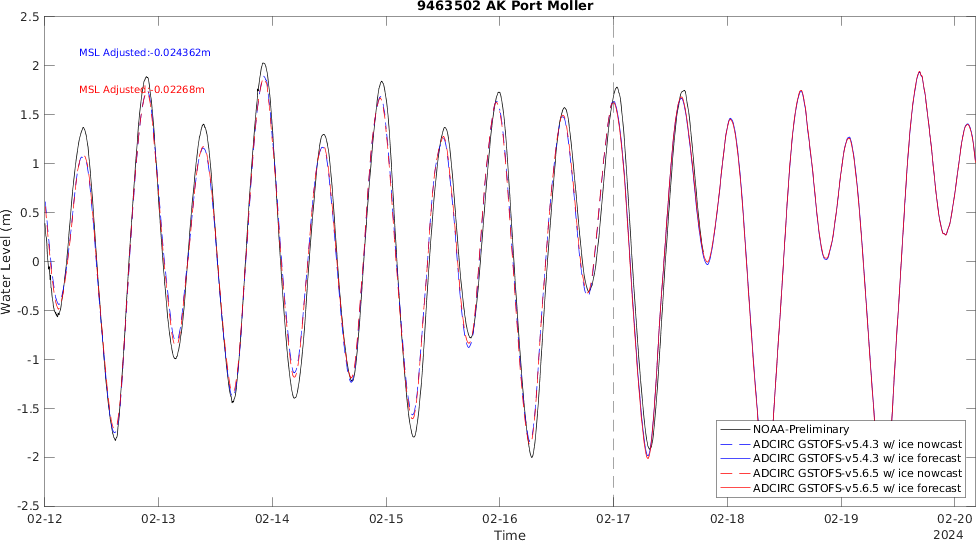 9463502 AK Port Moller
MSL Adjusted:-0.024362m
MSL Adjusted:-0.02268m
Water Level (m)
2.5
2
1.5
1
0.5
0
-0.5
-1
-1.5
-2
-2.5
NOAA-Preliminary
ADCIRC GSTOFS-v5.4.3 w/ ice nowcast
ADCIRC GSTOFS-v5.4.3 w/ ice forecast
ADCIRC GSTOFS-v5.6.5 w/ ice nowcast
ADCIRC GSTOFS-v5.6.5 w/ ice forecast
02-12 02-13 02-14 02-15 02-16 02-17 02-18 02-19 02-20
Time
2024